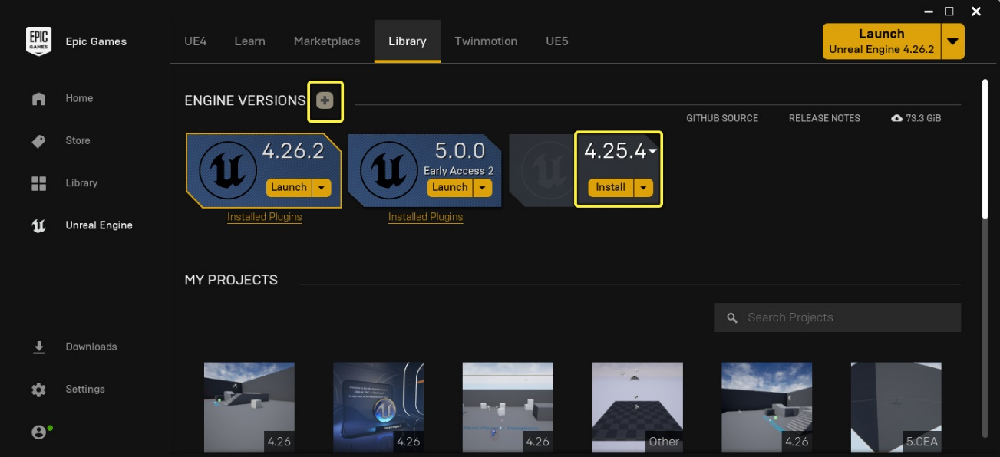 EPIC
GAMES
Epic Games
UE4
Learn
Marketplace
Library
Twinmotion
UE5
Launch
Unreal Engine 4.26.2
Home
Store
Library
Unreal Engine
Downloads
Settings
ENGINE VERSIONS
GITHUB SOURCE
RELEASE NOTES
73.3 GiB
4.26.2
Launch
Installed Plugins
5.0.0
Early Access 2
Launch
Installed Plugins
4.25.4
Install
MY PROJECTS
Search Projects
4.26
4.26
4.26
Other
4.26
5.0EA